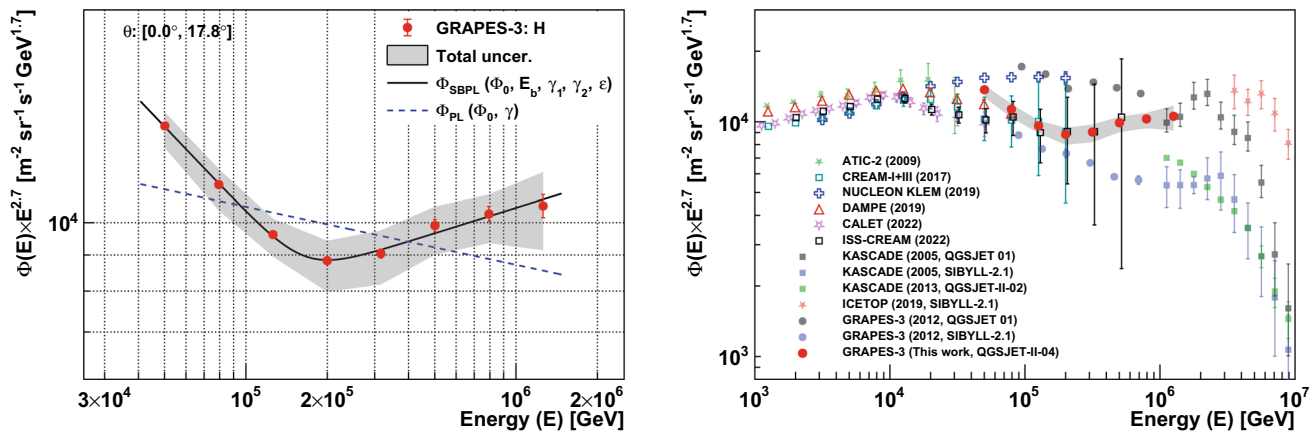 θ: [0.0°, 17.8°]
GRAPES-3: H
Total uncer.
Φ_SBPL (Φ_0, E_b, γ_1, γ_2, ε)
Φ_PL (Φ_0, γ)
Φ(E)×E^2.7 [m^-2 sr^-1 s^-1 GeV^1.7]
10^4
3×10^4
10^5
2×10^5
10^6
2×10^6
Energy (E) [GeV]
Φ(E)×E^2.7 [m^-2 sr^-1 s^-1 GeV^1.7]
10^4
10^3
ATIC-2 (2009)
CREAM-I+III (2017)
NUCLEON KLEM (2019)
DAMPE (2019)
CALET (2022)
ISS-CREAM (2022)
KASCADE (2005, QGSJET 01)
KASCADE (2005, SIBYLL-2.1)
KASCADE (2013, QGSJET-II-02)
ICETOP (2019, SIBYLL-2.1)
GRAPES-3 (2012, QGSJET 01)
GRAPES-3 (2012, SIBYLL-2.1)
GRAPES-3 (This work, QGSJET-II-04)
10^3
10^4
10^5
10^6
10^7
Energy (E) [GeV]